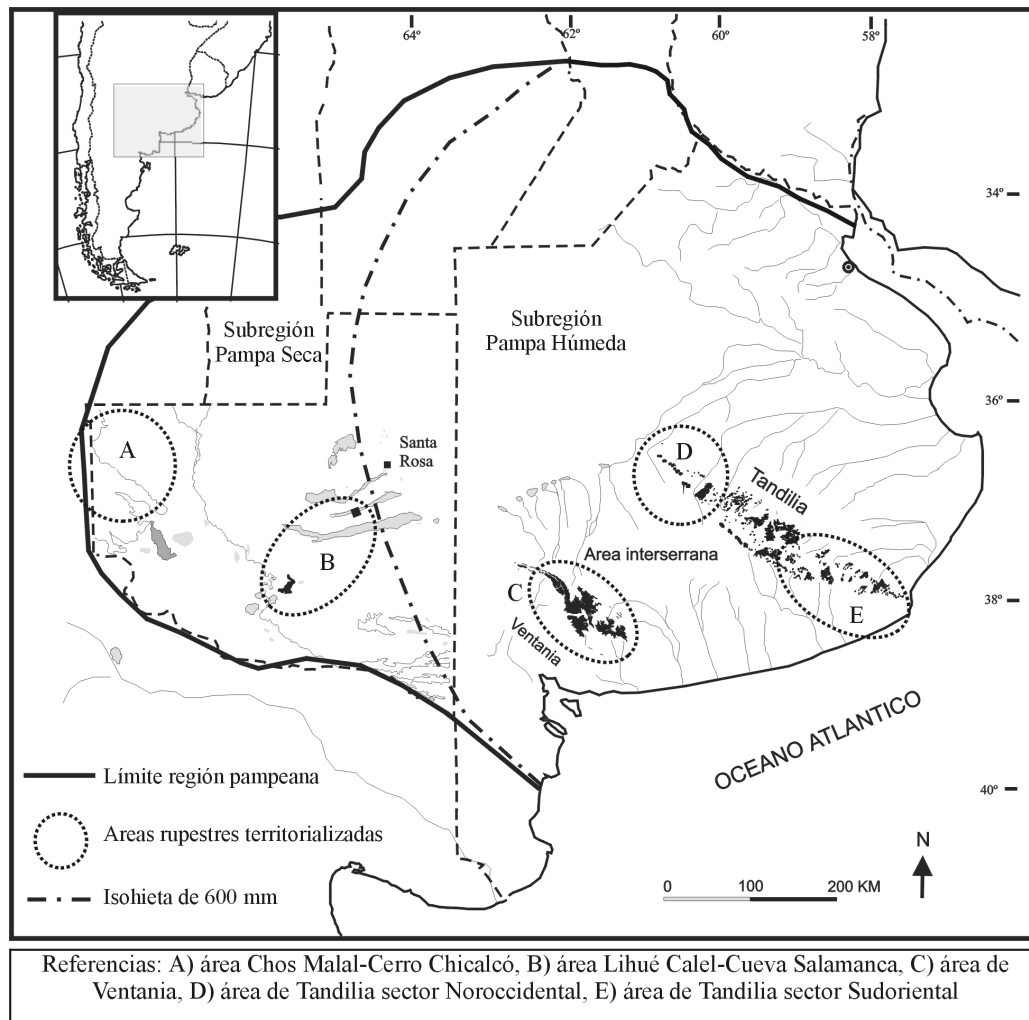 64º
62º
60º
58º
34º
Subregión
Pampa Seca
Subregión
Pampa Húmeda
36º
A
Santa
Rosa
D
Tandilia
B
Area interserrana
C
38º
E
Ventania
OCEANO ATLANTICO
Límite región pampeana
40º
Areas rupestres territorializadas
N
0 100 200 KM
Isohieta de 600 mm
Referencias: A) área Chos Malal-Cerro Chicalcó, B) área Lihué Calel-Cueva Salamanca, C) área de
Ventania, D) área de Tandilia sector Noroccidental, E) área de Tandilia sector Sudoriental